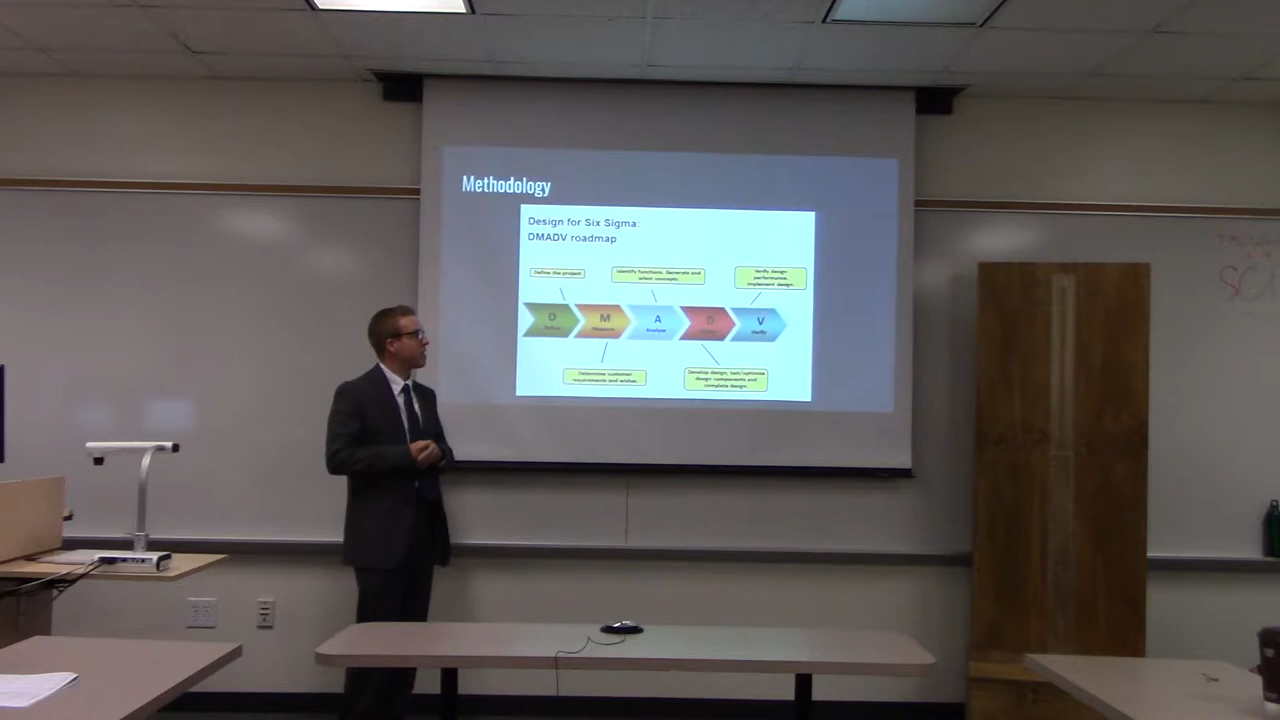 Methodology
Design for Six Sigma:
DMADV roadmap
Define the project
Identify functions. Generate and
select concepts.
Verify design
performance.
Implement design.
D
M
A
D
V
Define
Measure
Analyze
Verify
Determine customer
requirements and wishes.
Develop design, test/optimize
design components and
complete design.